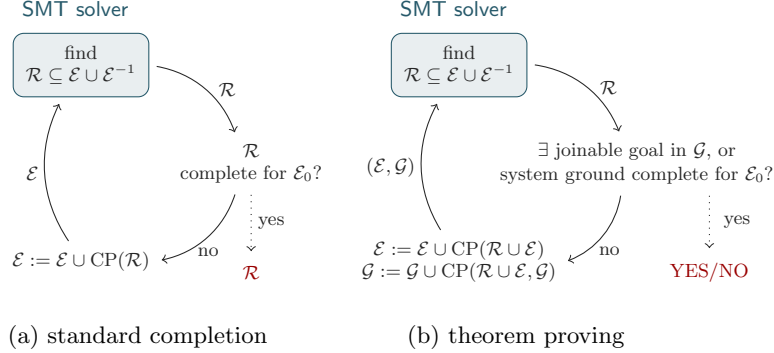 SMT solver
find
ℛ ⊆ ℰ ∪ ℰ⁻¹
ℛ
ℛ
complete for ℰ₀?
ℰ
yes
no
ℰ := ℰ ∪ CP(ℛ)
ℛ
(a) standard completion
SMT solver
find
ℛ ⊆ ℰ ∪ ℰ⁻¹
ℛ
∃ joinable goal in 𝒢, or
system ground complete for ℰ₀?
(ℰ, 𝒢)
yes
no
ℰ := ℰ ∪ CP(ℛ ∪ ℰ)
𝒢 := 𝒢 ∪ CP(ℛ ∪ ℰ, 𝒢)
YES/NO
(b) theorem proving